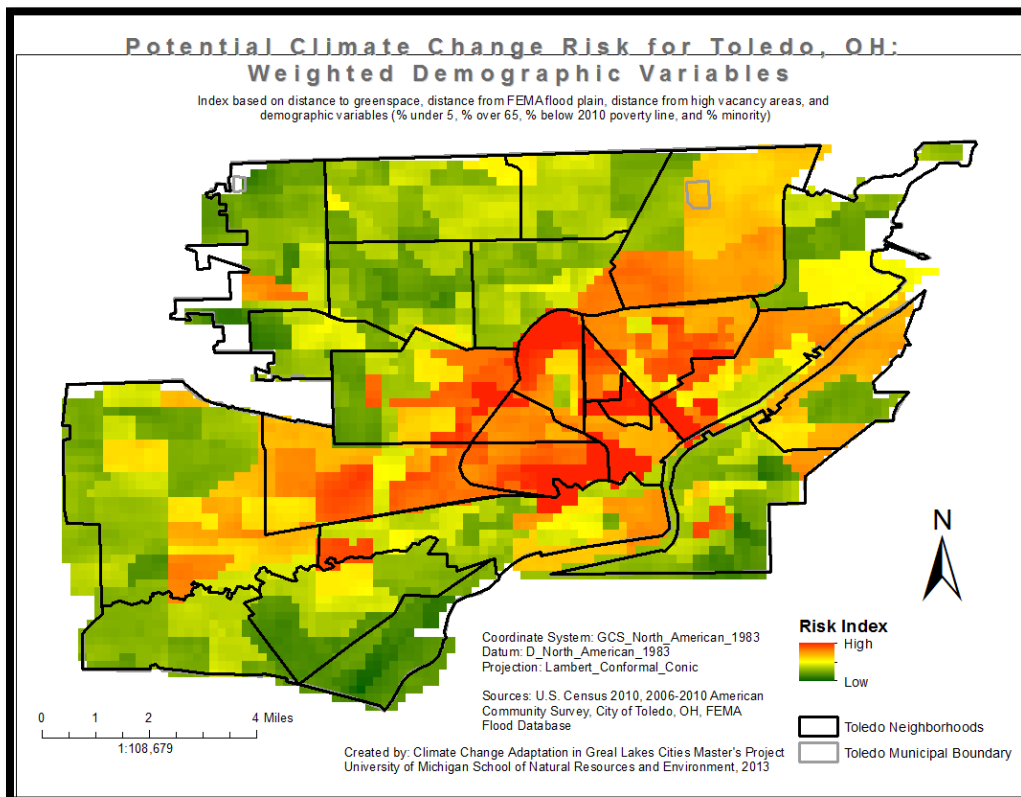 Potential Climate Change Risk for Toledo, OH:
Weighted Demographic Variables
Index based on distance to greenspace, distance from FEMA flood plain, distance from high vacancy areas, and
demographic variables (% under 5, % over 65, % below 2010 poverty line, and % minority)
N
Coordinate System: GCS_North_American_1983
Datum: D_North_American_1983
Projection: Lambert_Conformal_Conic
Sources: U.S. Census 2010, 2006-2010 American
Community Survey, City of Toledo, OH, FEMA
Flood Database
Risk Index
High
Low
Toledo Neighborhoods
Toledo Municipal Boundary
0 1 2 4 Miles
1:108,679
Created by: Climate Change Adaptation in Greal Lakes Cities Master's Project
University of Michigan School of Natural Resources and Environment, 2013